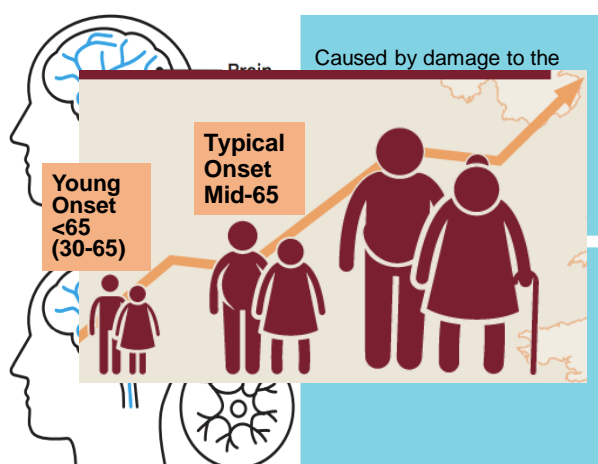 Caused by damage to the
Typical
Onset
Mid-65
Young
Onset
<65
(30-65)